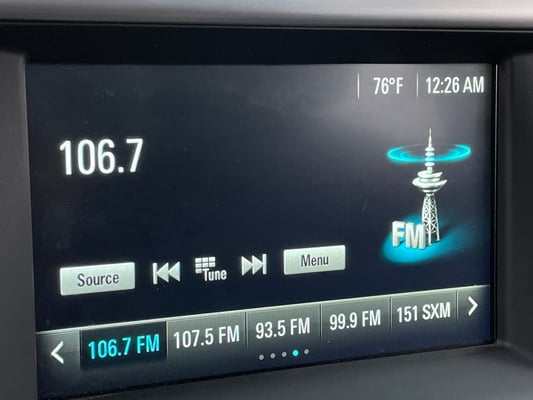 76°F 12:26 AM
106.7
FM
Source Tune Menu
106.7 FM 107.5 FM 93.5 FM 99.9 FM 151 SXM